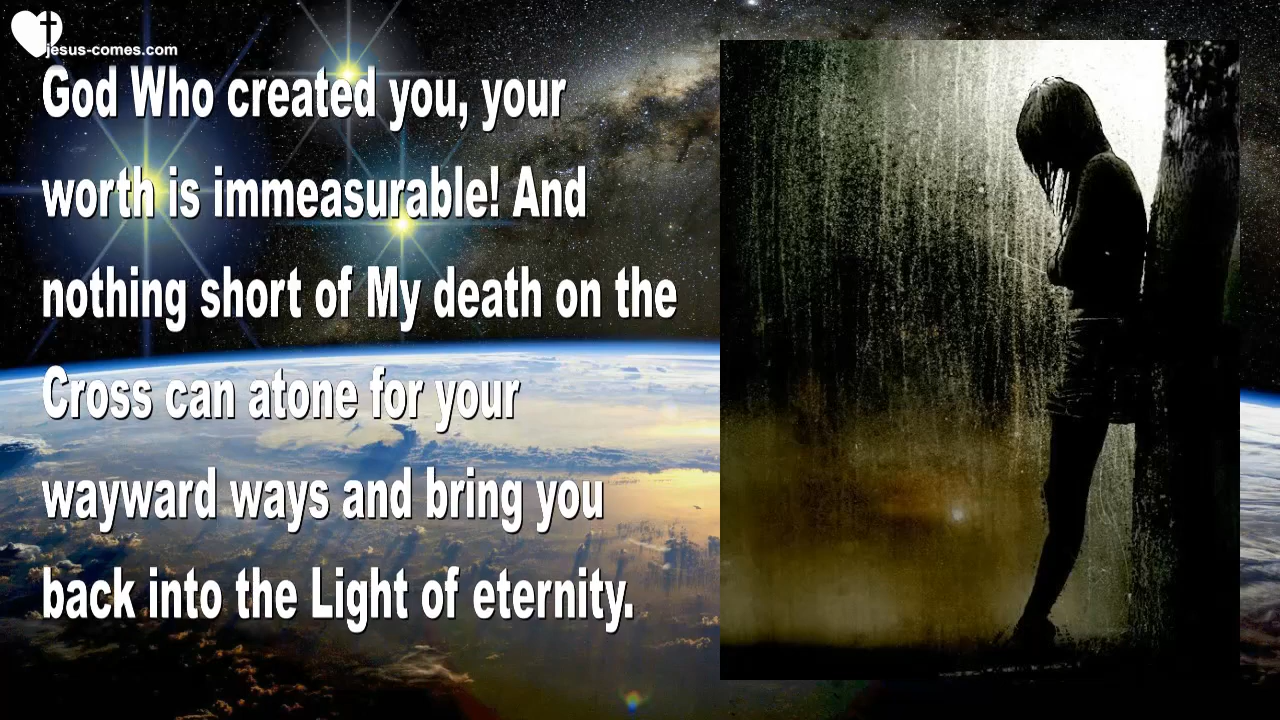 jesus-comes.com
God Who created you, your
worth is immeasurable! And
nothing short of My death on the
Cross can atone for your
wayward ways and bring you
back into the Light of eternity.